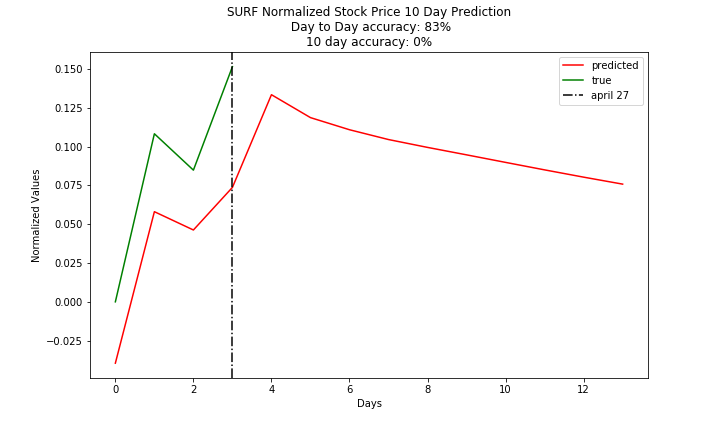 SURF Normalized Stock Price 10 Day Prediction
Day to Day accuracy: 83%
10 day accuracy: 0%
predicted
true
april 27
0.150
0.125
0.100
0.075
0.050
0.025
0.000
−0.025
Normalized Values
0 2 4 6 8 10 12
Days